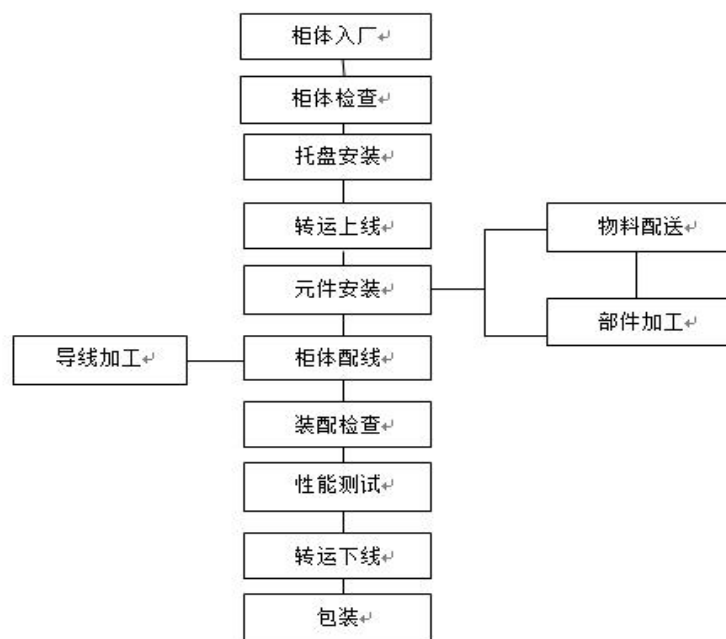 柜体入厂
柜体检查
托盘安装
转运上线
物料配送
元件安装
部件加工
导线加工
柜体配线
装配检查
性能测试
转运下线
包装